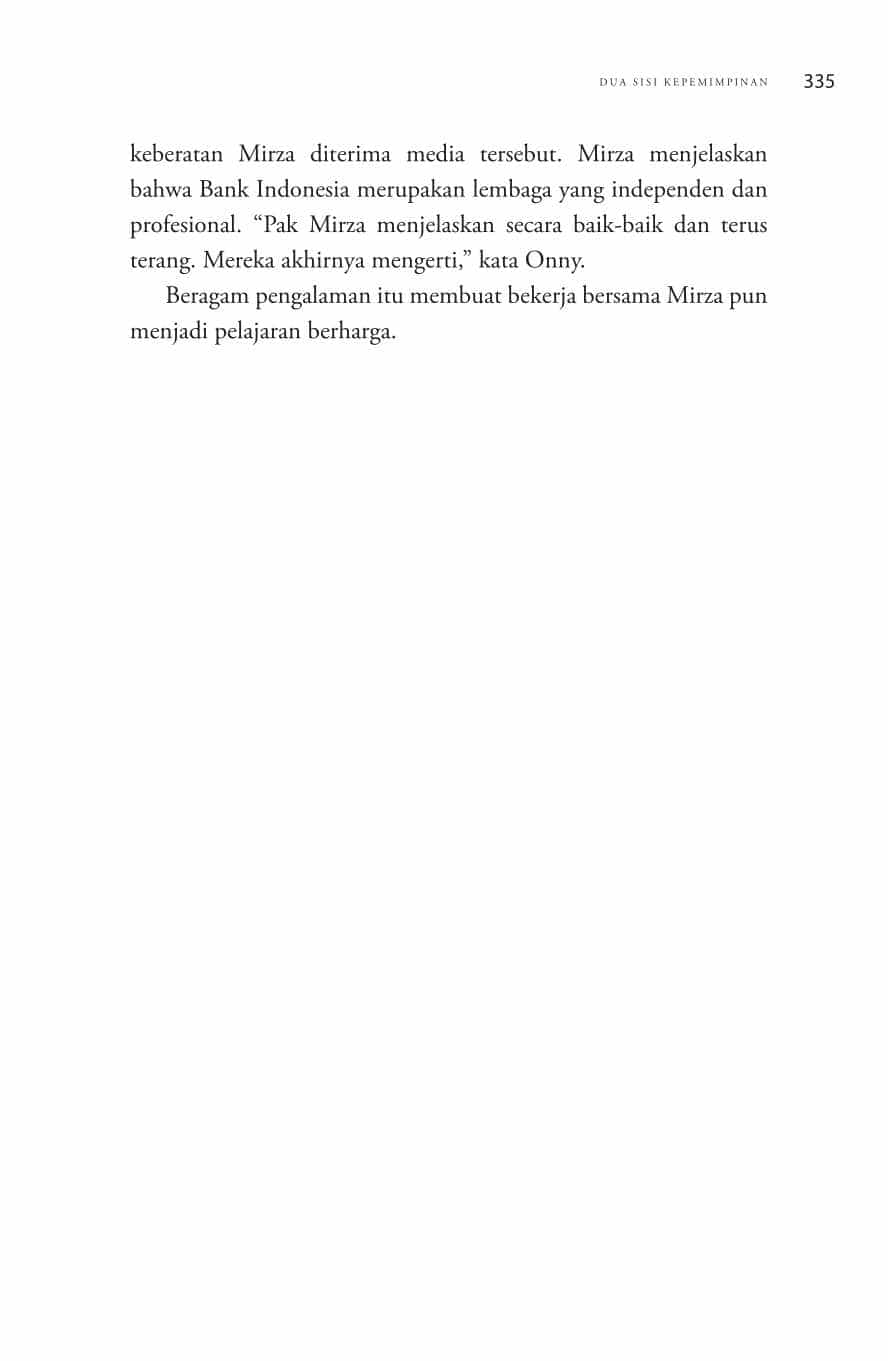 DUA SISI KEPEMIMPINAN 335
keberatan Mirza diterima media tersebut. Mirza menjelaskan
bahwa Bank Indonesia merupakan lembaga yang independen dan
profesional. “Pak Mirza menjelaskan secara baik-baik dan terus
terang. Mereka akhirnya mengerti,” kata Onny.
Beragam pengalaman itu membuat bekerja bersama Mirza pun
menjadi pelajaran berharga.